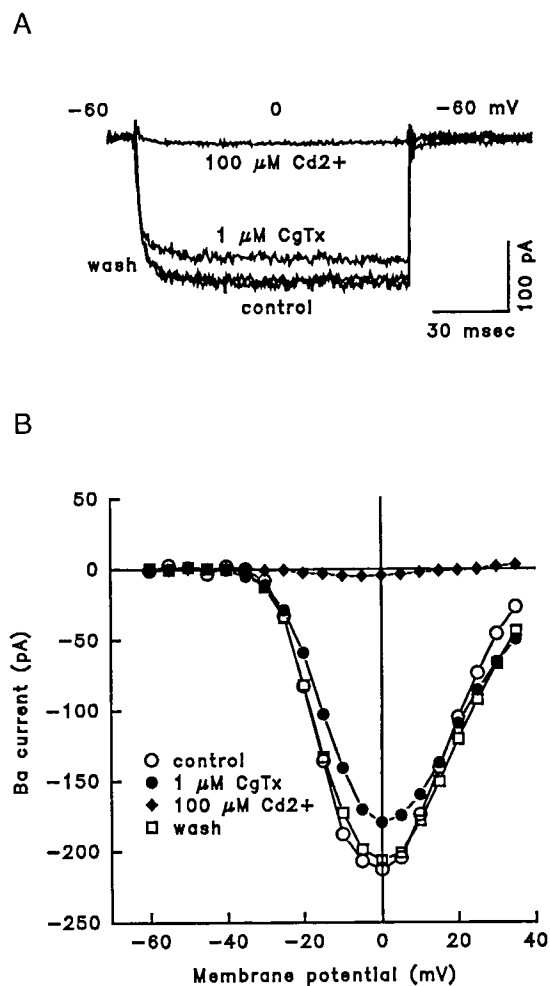 A
-60 0 -60 mV
100 μM Cd2+
1 μM CgTx
wash
control
100 pA
30 msec
B
50
0
-50
-100
-150
-200
-250
Ba current (pA)
control
1 μM CgTx
100 μM Cd2+
wash
-60 -40 -20 0 20 40
Membrane potential (mV)